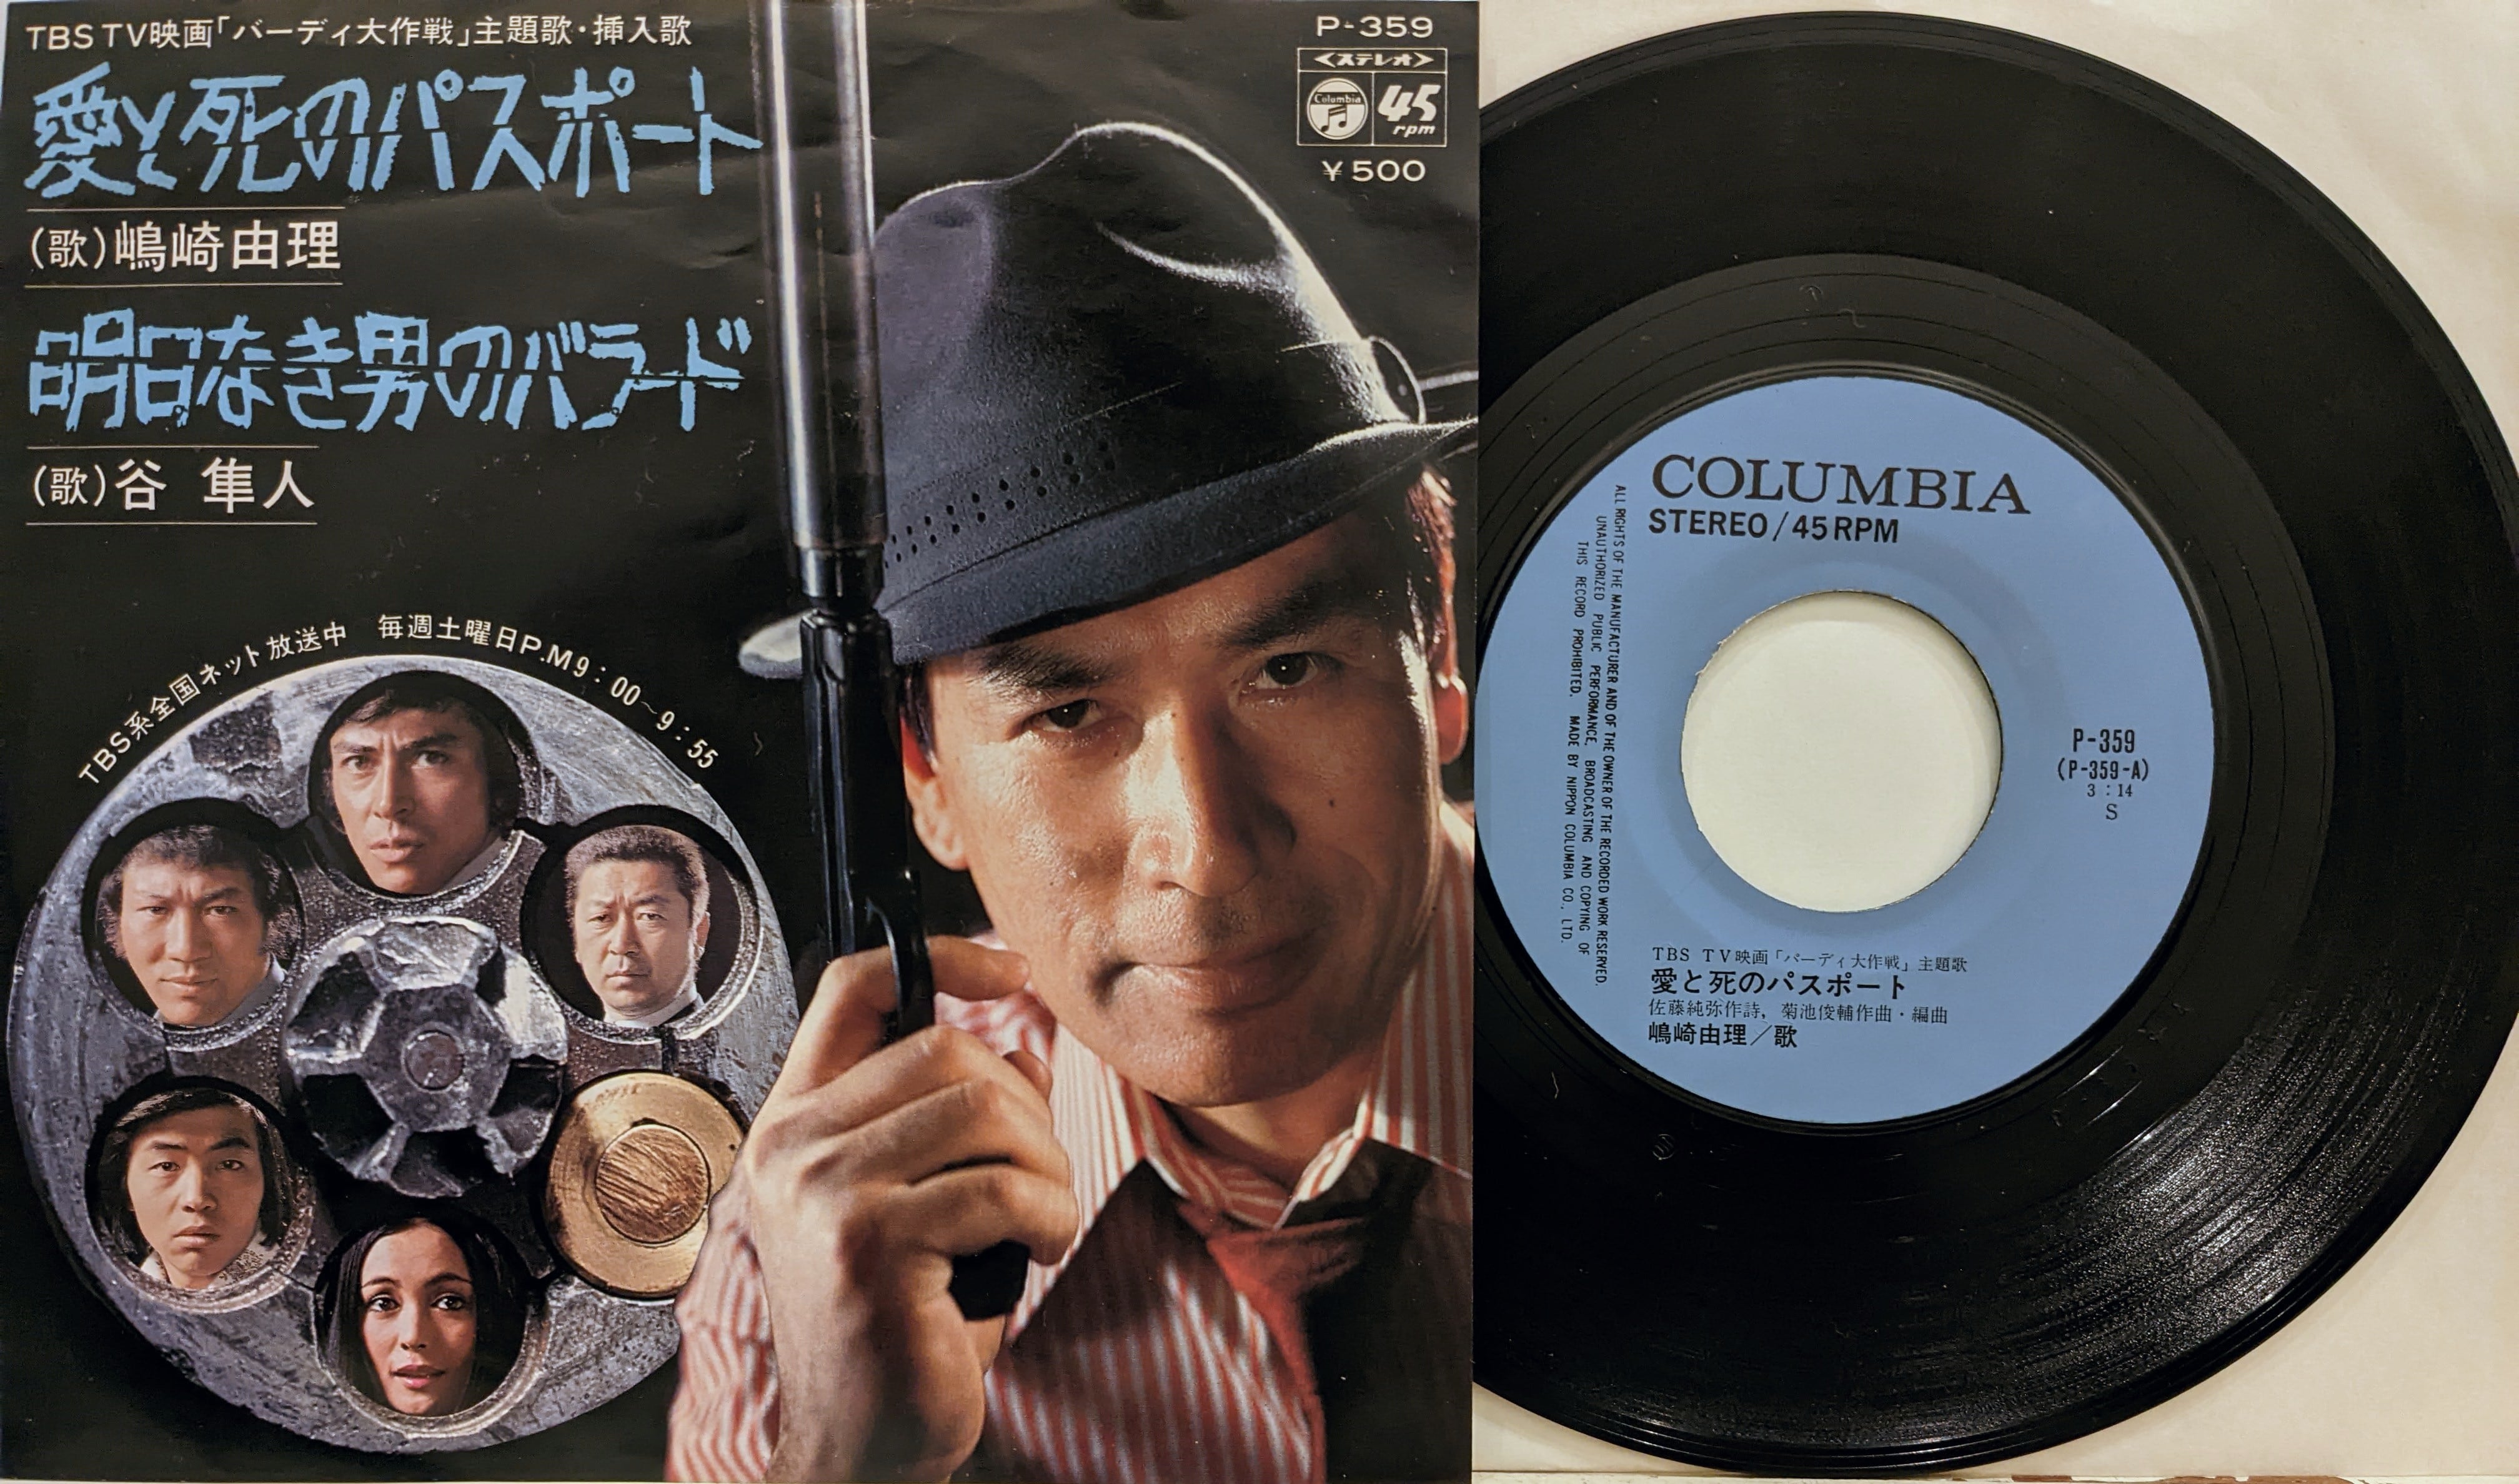 TBS TV映画「バーディ大作戦」主題歌・挿入歌
愛と死のパスポート
(歌)嶋崎由理
明日なき男のバラード
(歌)谷 隼人
TBS系全国ネット放送中 毎週土曜日P.M9:00〜9:55
P-359
<ステレオ>
Columbia
45
rpm
¥500
COLUMBIA
STEREO/45RPM
ALL RIGHTS OF THE MANUFACTURER AND OF THE OWNER OF THE RECORDED WORK RESERVED.
UNAUTHORIZED PUBLIC PERFORMANCE, BROADCASTING AND COPYING OF
THIS RECORD PROHIBITED. MADE BY NIPPON COLUMBIA CO., LTD.
P-359
(P-359-A)
3:14
S
TBS TV映画「バーディ大作戦」主題歌
愛と死のパスポート
佐藤純弥作詩, 菊池俊輔作曲・編曲
嶋崎由理/歌